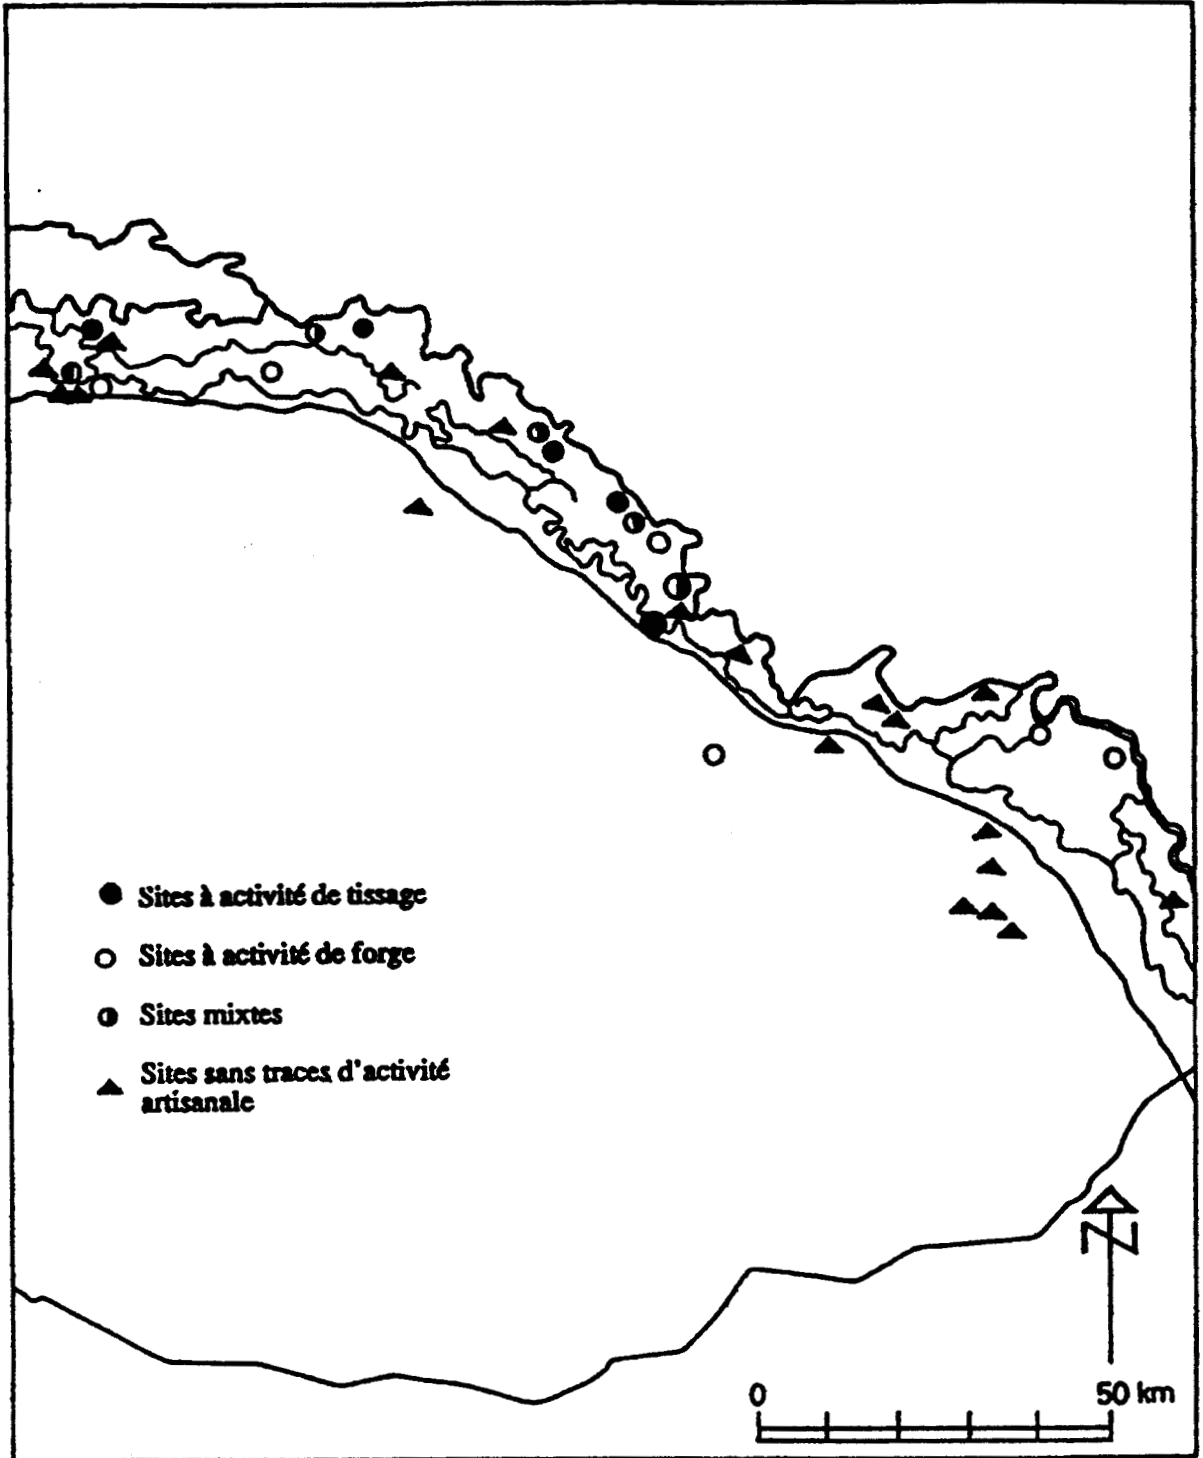 Sites à activité de tissage
Sites à activité de forge
Sites mixtes
Sites sans traces d'activité
artisanale
N
0 50 km